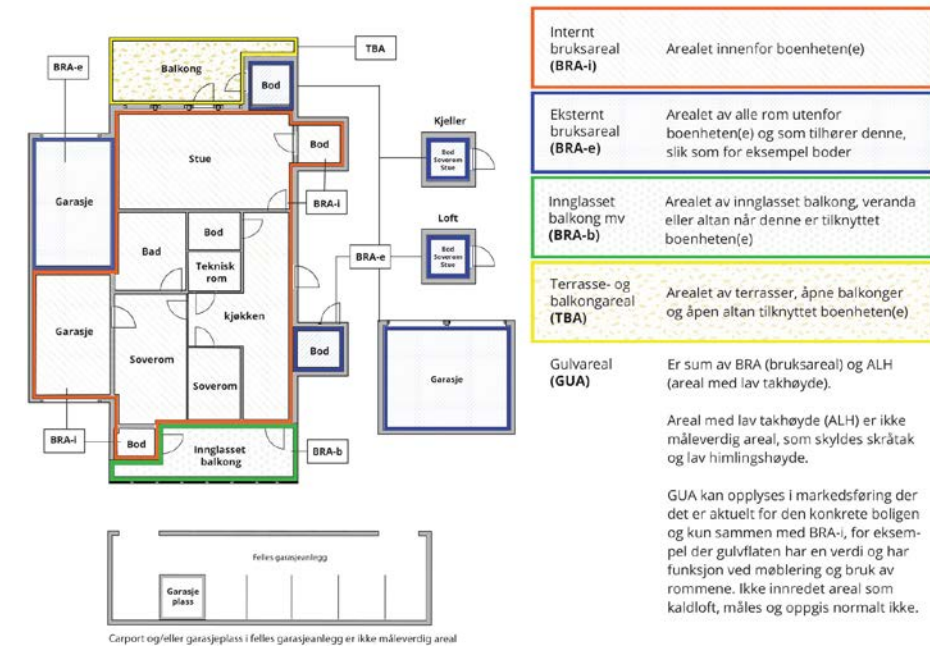 TBA
BRA-e
Balkong
Bod
Kjeller
Stue
Bod
Bod
Soverom
Stue
Garasje
BRA-i
Loft
Bod
Bad
Teknisk
rom
BRA-e
Bod
Soverom
Stue
Garasje
kjøkken
Soverom
Bod
Garasje
Soverom
BRA-i
Bod
Innglasset
balkong
BRA-b
Felles garasjeanlegg
Garasje
plass
Carport og/eller garasjeplass i felles garasjeanlegg er ikke måleverdig areal
Internt
bruksareal
(BRA-i)
Arealet innenfor boenheten(e)
Eksternt
bruksareal
(BRA-e)
Arealet av alle rom utenfor
boenheten(e) og som tilhører denne,
slik som for eksempel boder
Innglasset
balkong mv
(BRA-b)
Arealet av innglasset balkong, veranda
eller altan når denne er tilknyttet
boenheten(e)
Terrasse- og
balkongareal
(TBA)
Arealet av terrasser, åpne balkonger
og åpen altan tilknyttet boenheten(e)
Gulvareal
(GUA)
Er sum av BRA (bruksareal) og ALH
(areal med lav takhøyde).
Areal med lav takhøyde (ALH) er ikke
måleverdig areal, som skyldes skråtak
og lav himlingshøyde.
GUA kan opplyses i markedsføring der
det er aktuelt for den konkrete boligen
og kun sammen med BRA-i, for eksem-
pel der gulvflaten har en verdi og har
funksjon ved møblering og bruk av
rommene. Ikke innredet areal som
kaldloft, måles og oppgis normalt ikke.